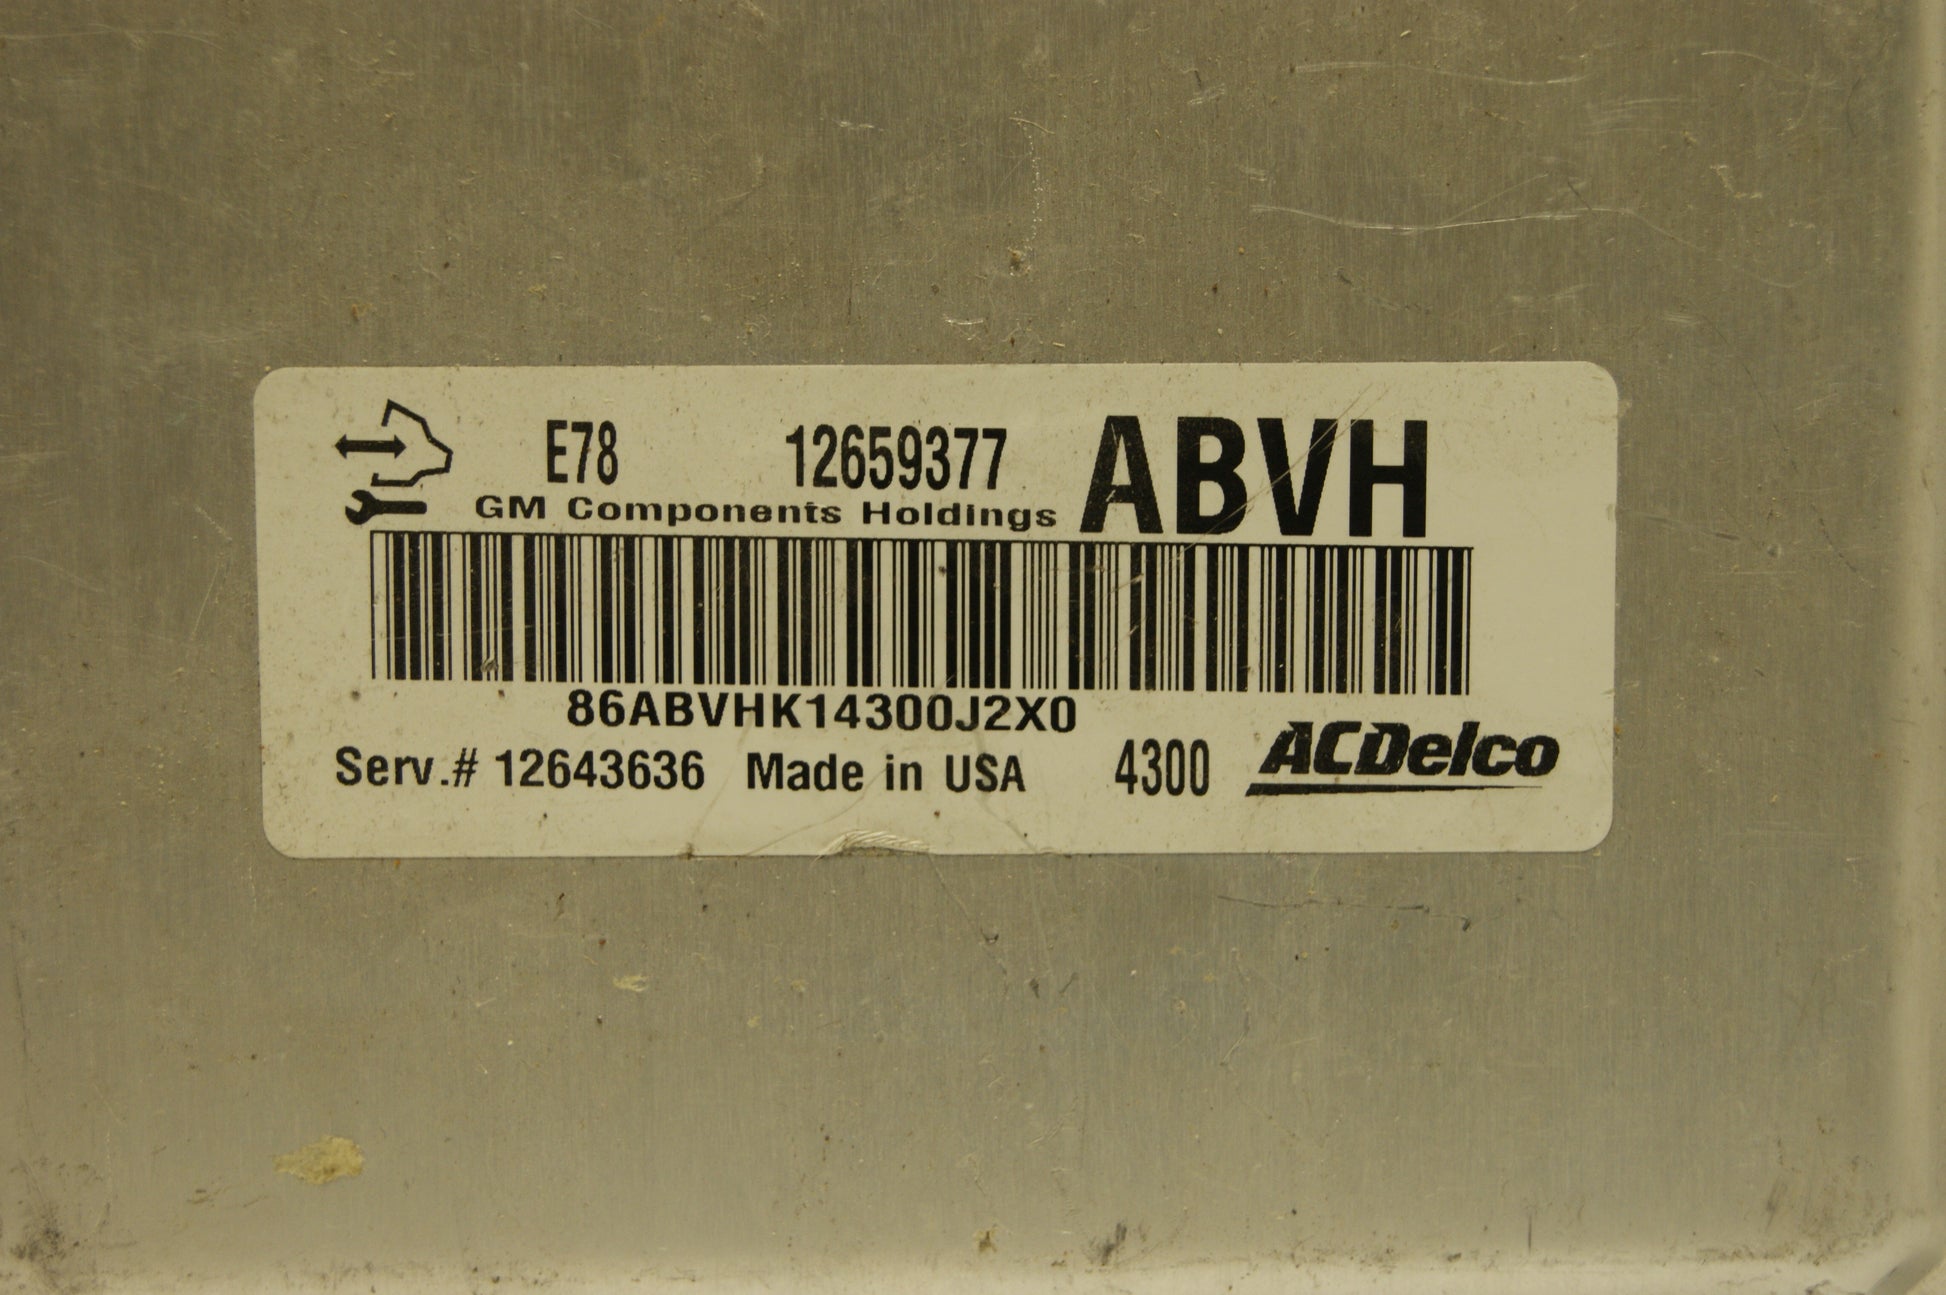 E78 12659377 ABVH
GM Components Holdings
86ABVHK14300J2X0
Serv.# 12643636 Made in USA 4300 ACDelco